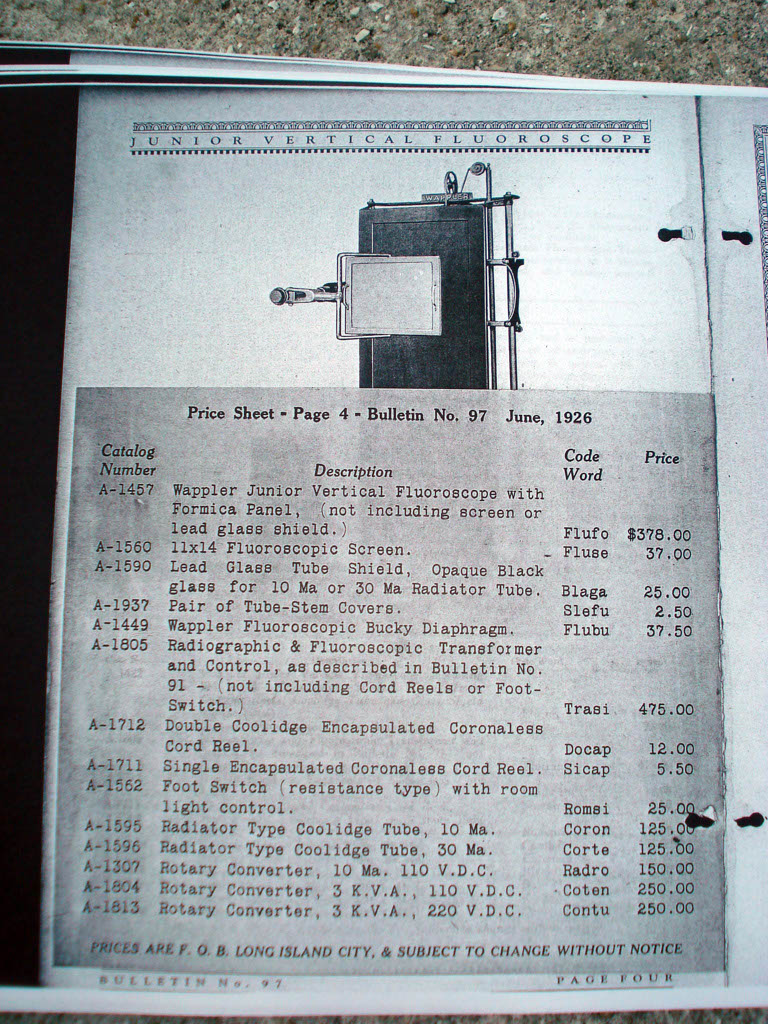 JUNIOR VERTICAL FLUOROSCOPE
WAPPLER
Price Sheet - Page 4 - Bulletin No. 97 June, 1926
Catalog Number Description Code Word Price
A-1457 Wappler Junior Vertical Fluoroscope with
Formica Panel, (not including screen or
lead glass shield.) Flufo $378.00
A-1560 11x14 Fluoroscopic Screen. Fluse 37.00
A-1590 Lead Glass Tube Shield, Opaque Black
glass for 10 Ma or 30 Ma Radiator Tube. Blaga 25.00
A-1937 Pair of Tube-Stem Covers. Slefu 2.50
A-1449 Wappler Fluoroscopic Bucky Diaphragm. Flubu 37.50
A-1805 Radiographic & Fluoroscopic Transformer
and Control, as described in Bulletin No.
91 - (not including Cord Reels or Foot-
Switch.) Trasi 475.00
A-1712 Double Coolidge Encapsulated Coronaless
Cord Reel. Docap 12.00
A-1711 Single Encapsulated Coronaless Cord Reel. Sicap 5.50
A-1562 Foot Switch (resistance type) with room
light control. Romsi 25.00
A-1595 Radiator Type Coolidge Tube, 10 Ma. Coron 125.00
A-1596 Radiator Type Coolidge Tube, 30 Ma. Corte 125.00
A-1307 Rotary Converter, 10 Ma. 110 V.D.C. Radro 150.00
A-1804 Rotary Converter, 3 K.V.A., 110 V.D.C. Coten 250.00
A-1813 Rotary Converter, 3 K.V.A., 220 V.D.C. Contu 250.00
PRICES ARE F. O. B. LONG ISLAND CITY, & SUBJECT TO CHANGE WITHOUT NOTICE
BULLETIN No. 97 PAGE FOUR